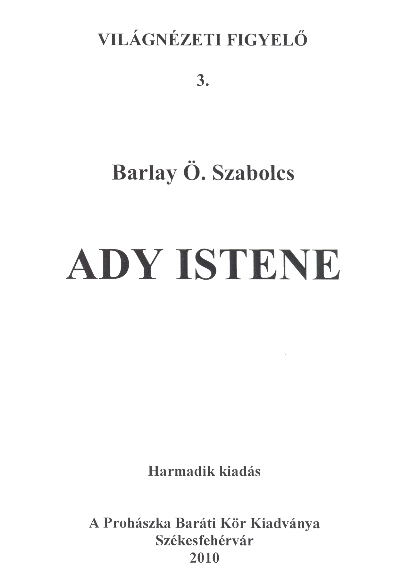 VILÁGNÉZETI FIGYELŐ
3.
Barlay Ö. Szabolcs
ADY ISTENE
Harmadik kiadás
A Prohászka Baráti Kör Kiadványa
Székesfehérvár
2010